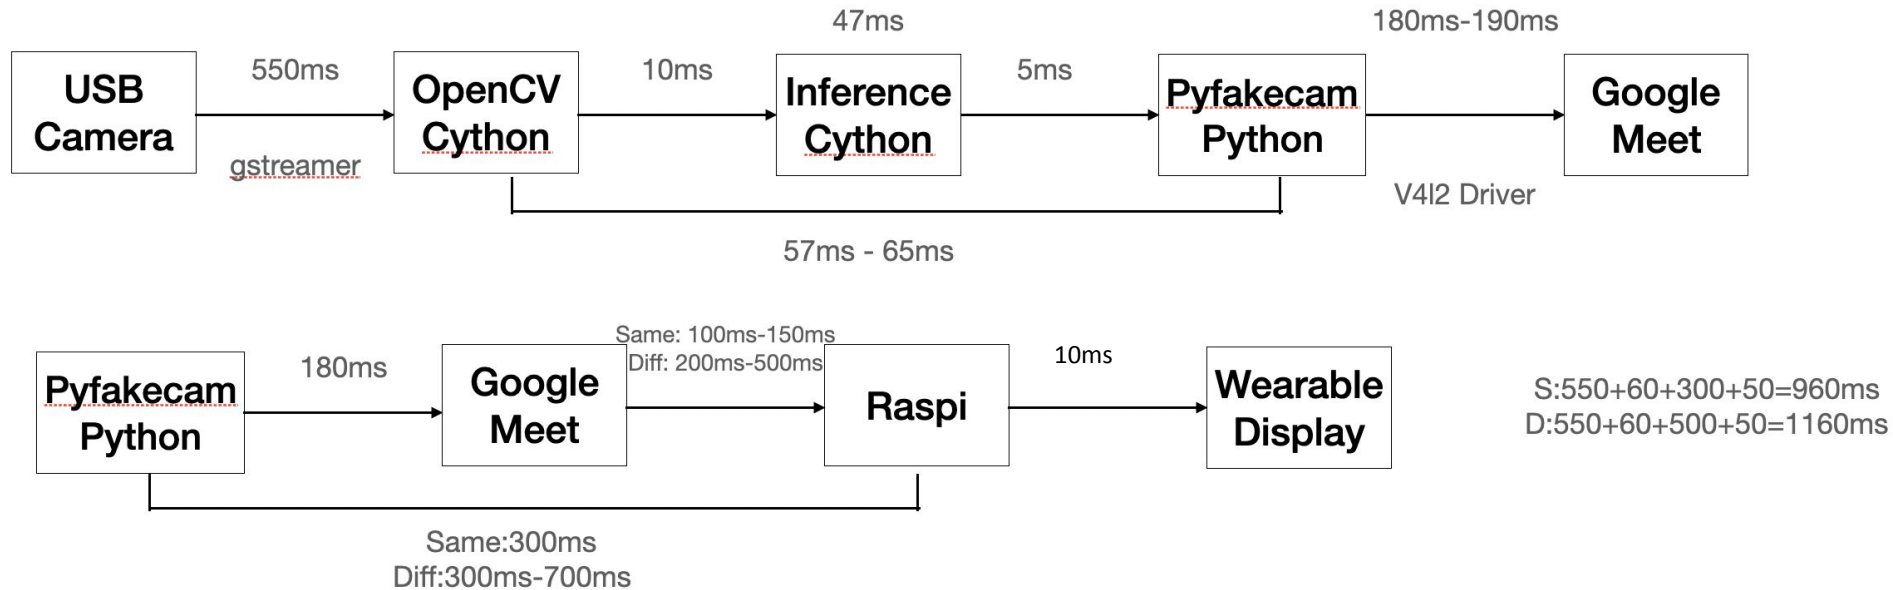 47ms
180ms-190ms
USB
Camera
550ms
gstreamer
OpenCV
Cython
10ms
Inference
Cython
5ms
Pyfakecam
Python
V4l2 Driver
Google
Meet
57ms - 65ms
Pyfakecam
Python
180ms
Google
Meet
Same: 100ms-150ms
Diff: 200ms-500ms
Raspi
10ms
Wearable
Display
S:550+60+300+50=960ms
D:550+60+500+50=1160ms
Same:300ms
Diff:300ms-700ms